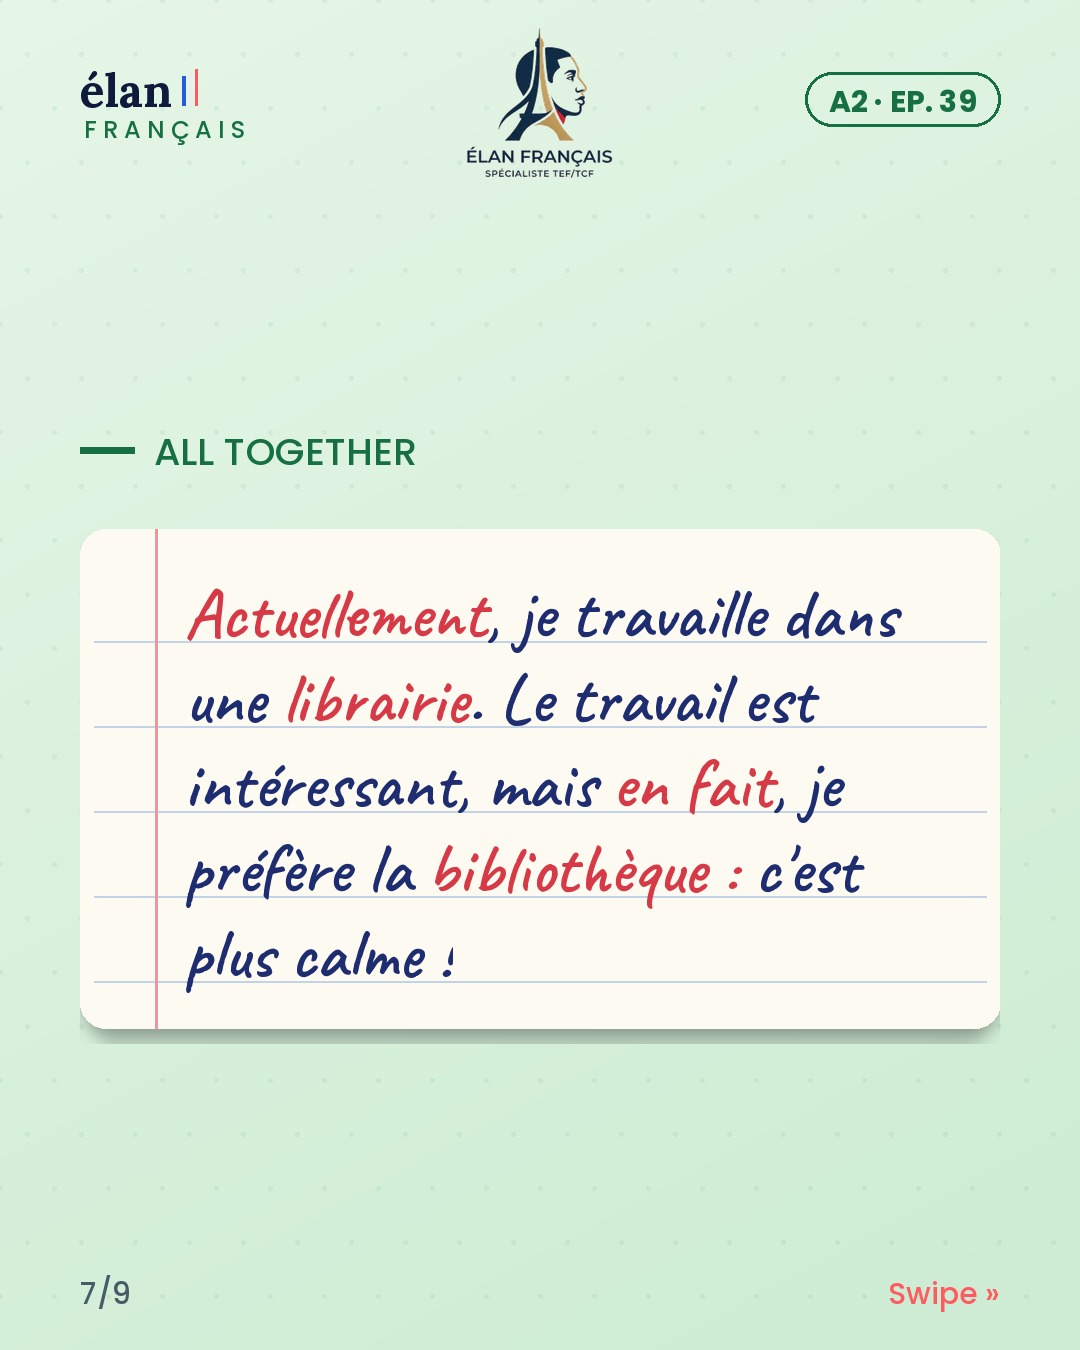 élan
FRANÇAIS
ÉLAN FRANÇAIS
SPÉCIALISTE TEF/TCF
A2 · EP. 39
ALL TOGETHER
Actuellement, je travaille dans
une librairie. Le travail est
intéressant, mais en fait, je
préfère la bibliothèque : c'est
plus calme !
7/9
Swipe »